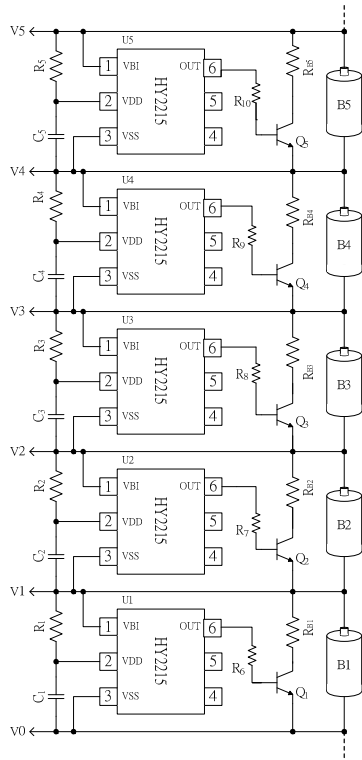 V5
U5
R5
1 VBI OUT 6
RB5
HY2215
R10
B5
2 VDD 5
C5
3 VSS 4
Q5
V4
U4
R4
1 VBI OUT 6
RB4
HY2215
R9
B4
2 VDD 5
C4
3 VSS 4
Q4
V3
U3
R3
1 VBI OUT 6
RB3
HY2215
R8
B3
2 VDD 5
C3
3 VSS 4
Q3
V2
U2
R2
1 VBI OUT 6
RB2
HY2215
R7
B2
2 VDD 5
C2
3 VSS 4
Q2
V1
U1
R1
1 VBI OUT 6
RB1
HY2215
R6
B1
2 VDD 5
C1
3 VSS 4
Q1
V0